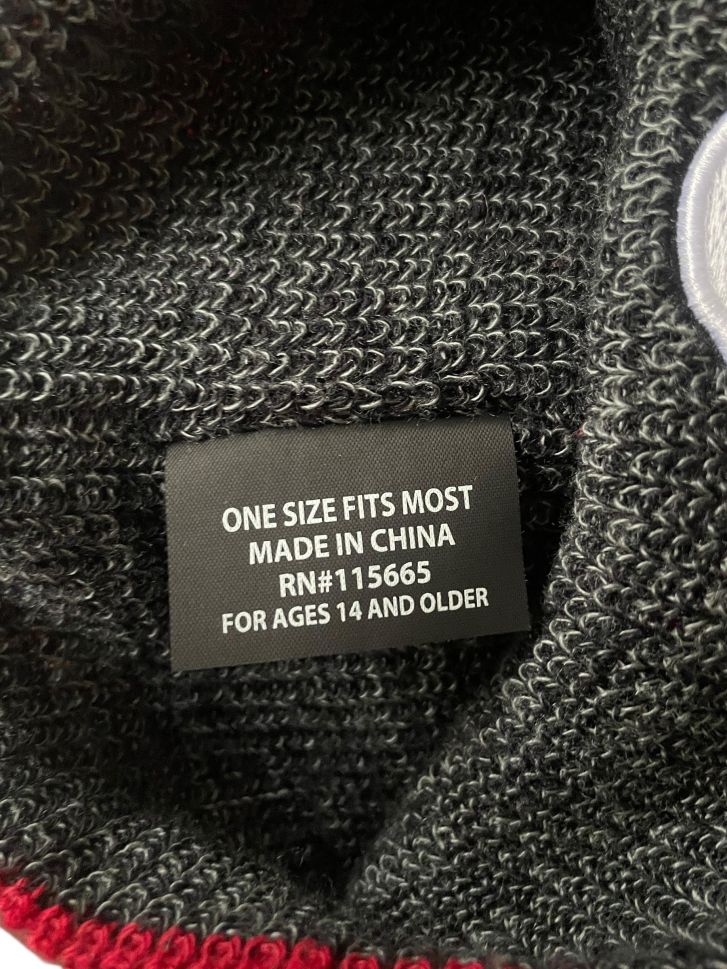 ONE SIZE FITS MOST
MADE IN CHINA
RN#115665
FOR AGES 14 AND OLDER